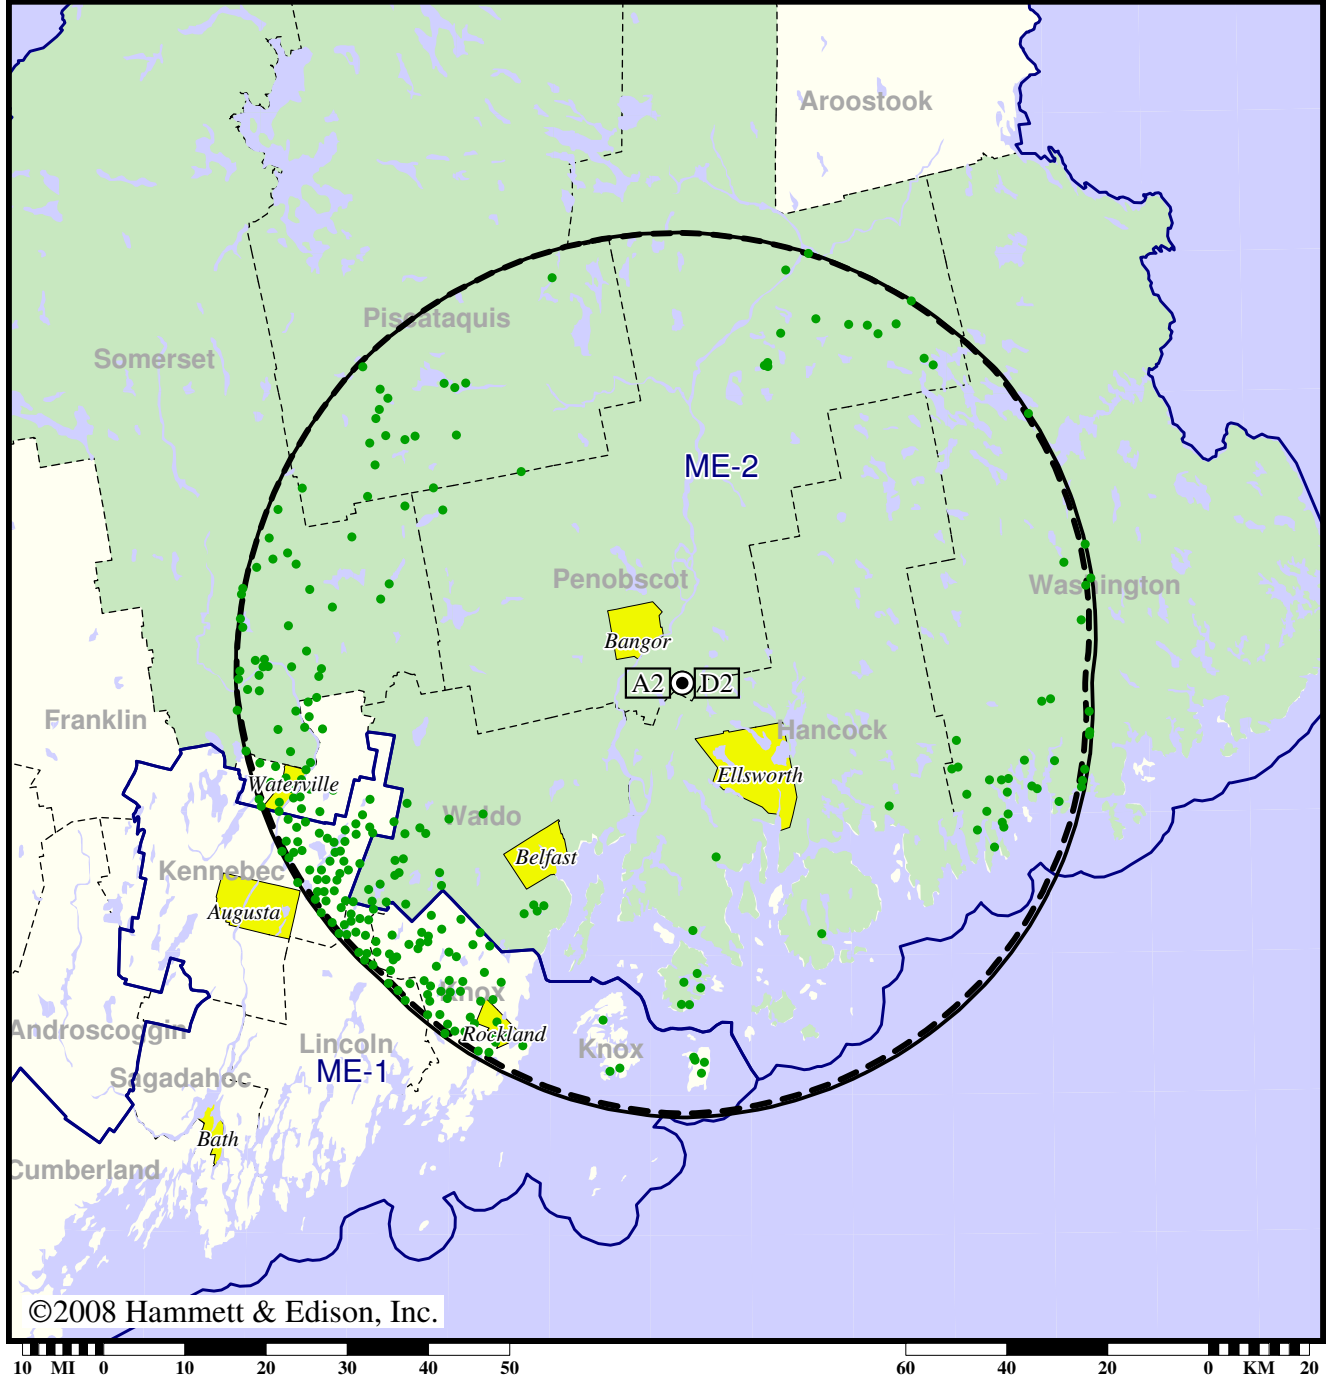 Aroostook
Piscataquis
Somerset
ME-2
Penobscot
Washington
Bangor
A2 D2
Franklin
Hancock
Ellsworth
Waterville
Waldo
Belfast
Kennebec
Augusta
Knox
Androscoggin
Rockland
Lincoln
Knox
ME-1
Sagadahoc
Bath
Cumberland
©2008 Hammett & Edison, Inc.
10 MI 0 10 20 30 40 50 60 40 20 0 KM 20